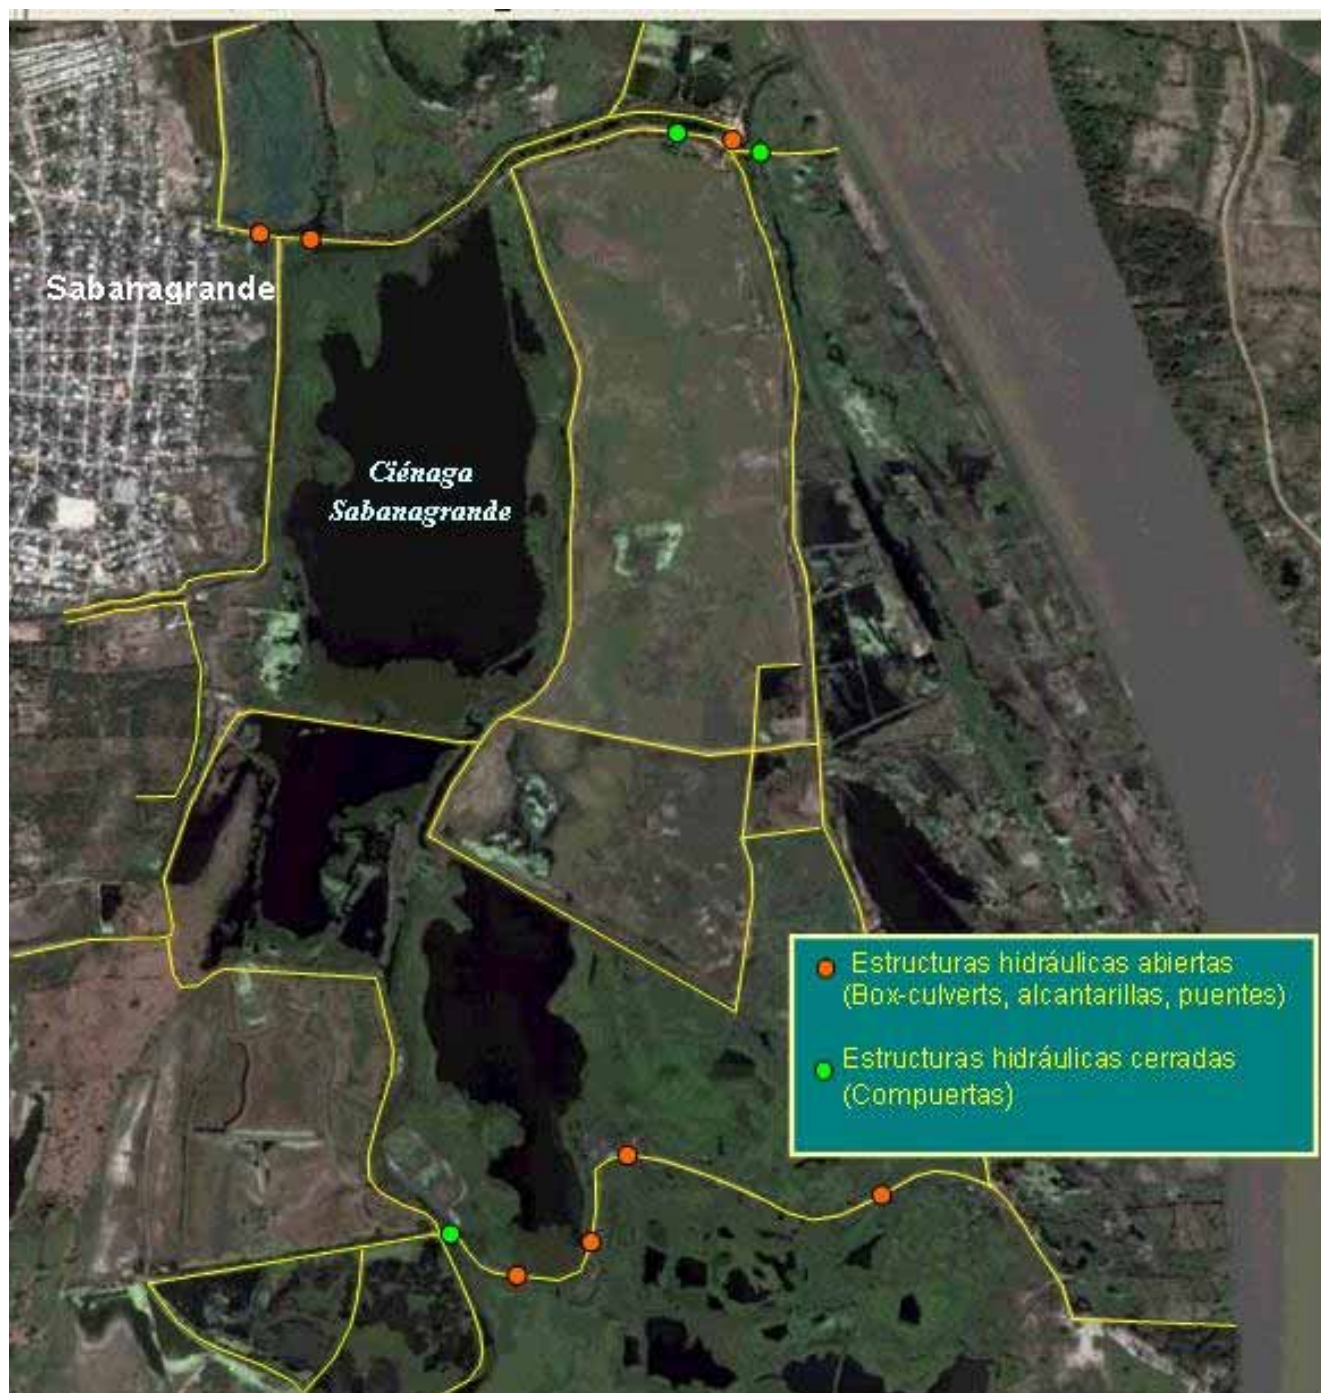 Sabanagrande
Ciénaga
Sabanagrande
Estructuras hidráulicas abiertas
(Box-culverts, alcantarillas, puentes)
Estructuras hidráulicas cerradas
(Compuertas)